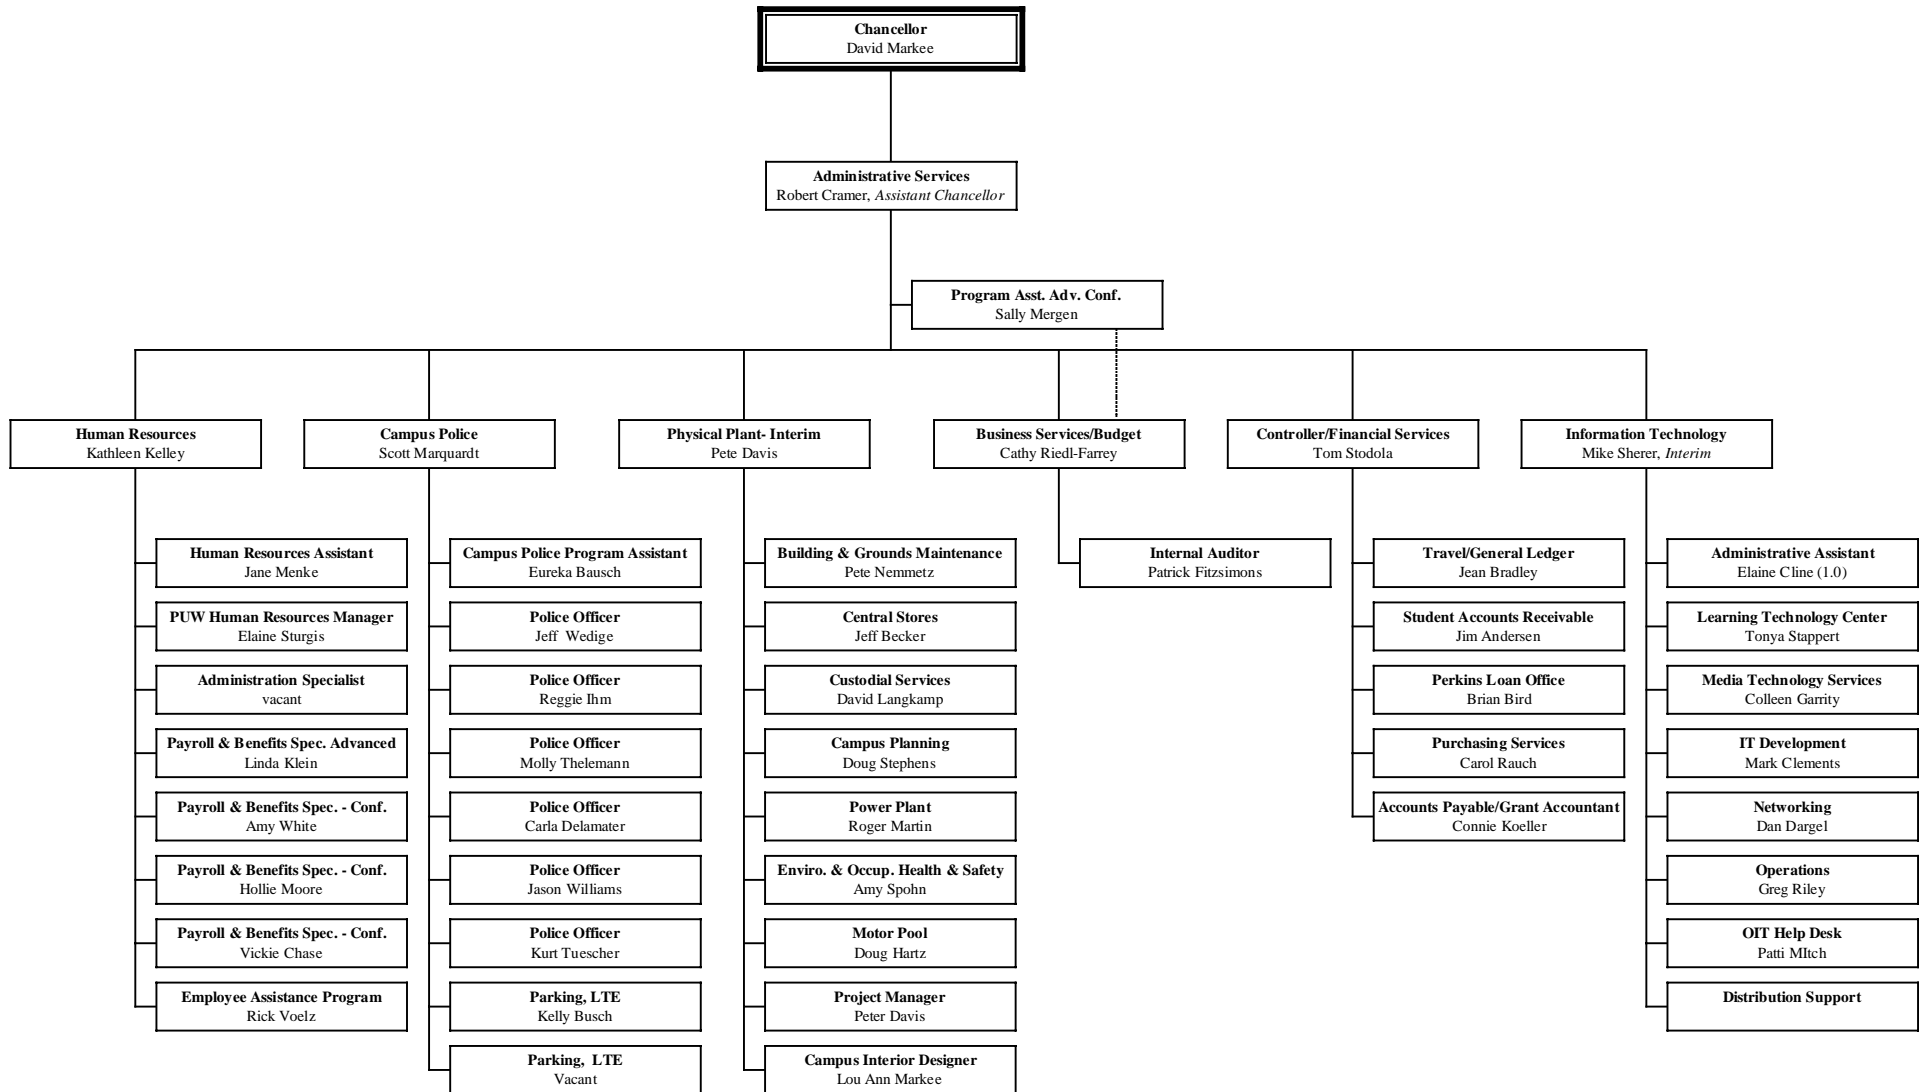 Chancellor
David Markee
Administrative Services
Robert Cramer, Assistant Chancellor
Program Asst. Adv. Conf.
Sally Mergen
Human Resources
Kathleen Kelley
Campus Police
Scott Marquardt
Physical Plant- Interim
Pete Davis
Business Services/Budget
Cathy Riedl-Farrey
Controller/Financial Services
Tom Stodola
Information Technology
Mike Sherer, Interim
Human Resources Assistant
Jane Menke
PUW Human Resources Manager
Elaine Sturgis
Administration Specialist
vacant
Payroll & Benefits Spec. Advanced
Linda Klein
Payroll & Benefits Spec. - Conf.
Amy White
Payroll & Benefits Spec. - Conf.
Hollie Moore
Payroll & Benefits Spec. - Conf.
Vickie Chase
Employee Assistance Program
Rick Voelz
Campus Police Program Assistant
Eureka Bausch
Police Officer
Jeff Wedige
Police Officer
Reggie Ihm
Police Officer
Molly Thelemann
Police Officer
Carla Delamater
Police Officer
Jason Williams
Police Officer
Kurt Tuescher
Parking, LTE
Kelly Busch
Parking, LTE
Vacant
Building & Grounds Maintenance
Pete Nemmetz
Central Stores
Jeff Becker
Custodial Services
David Langkamp
Campus Planning
Doug Stephens
Power Plant
Roger Martin
Enviro. & Occup. Health & Safety
Amy Spohn
Motor Pool
Doug Hartz
Project Manager
Peter Davis
Campus Interior Designer
Lou Ann Markee
Internal Auditor
Patrick Fitzsimons
Travel/General Ledger
Jean Bradley
Student Accounts Receivable
Jim Andersen
Perkins Loan Office
Brian Bird
Purchasing Services
Carol Rauch
Accounts Payable/Grant Accountant
Connie Koeller
Administrative Assistant
Elaine Cline (1.0)
Learning Technology Center
Tonya Stappert
Media Technology Services
Colleen Garrity
IT Development
Mark Clements
Networking
Dan Dargel
Operations
Greg Riley
OIT Help Desk
Patti MItch
Distribution Support